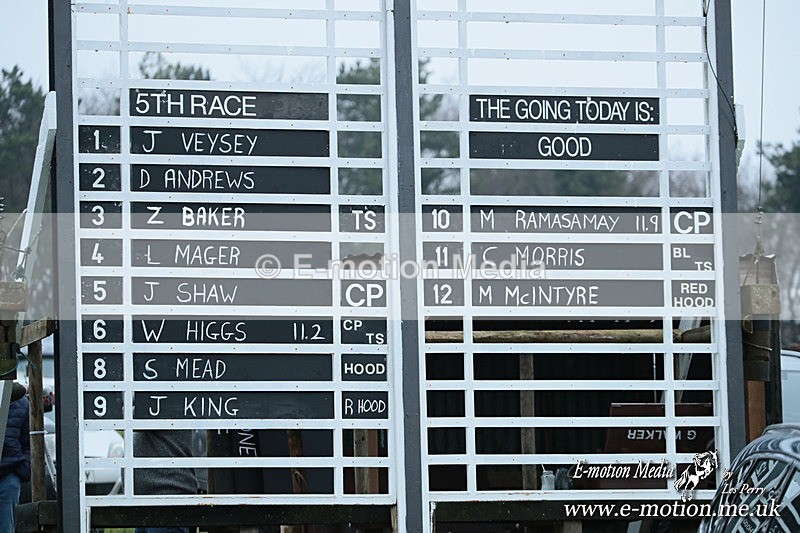 5TH RACE
1 J VEYSEY
2 D ANDREWS
3 Z BAKER TS
4 L MAGER
5 J SHAW CP
6 W HIGGS 11.2 CP TS
8 S MEAD HOOD
9 J KING R HOOD
THE GOING TODAY IS:
GOOD
10 M RAMASAMAY 11.9 CP
11 C MORRIS BL TS
12 M McINTYRE RED HOOD
© E-motion Media
G WALKER
E-motion Media
by Les Perry
www.e-motion.me.uk